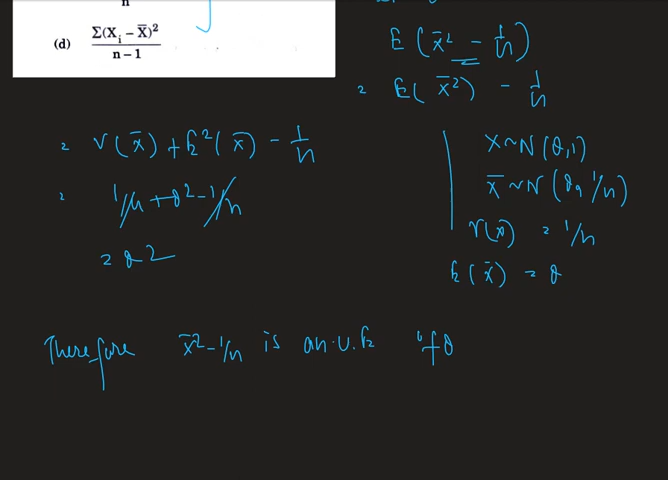 n
(d) Σ(Xᵢ – X̄)² / n – 1
E (x̄² – 1/n)
= E( x̄²) – 1/n
= V(x̄) + E²(x̄) – 1/n
= 1/n + θ² – 1/n
= θ²
X~N(θ,1)
x̄ ~N (θ, 1/n)
V(x̄) = 1/n
E(x̄) = θ
Therefore x̄² – 1/n is an U.E of θ